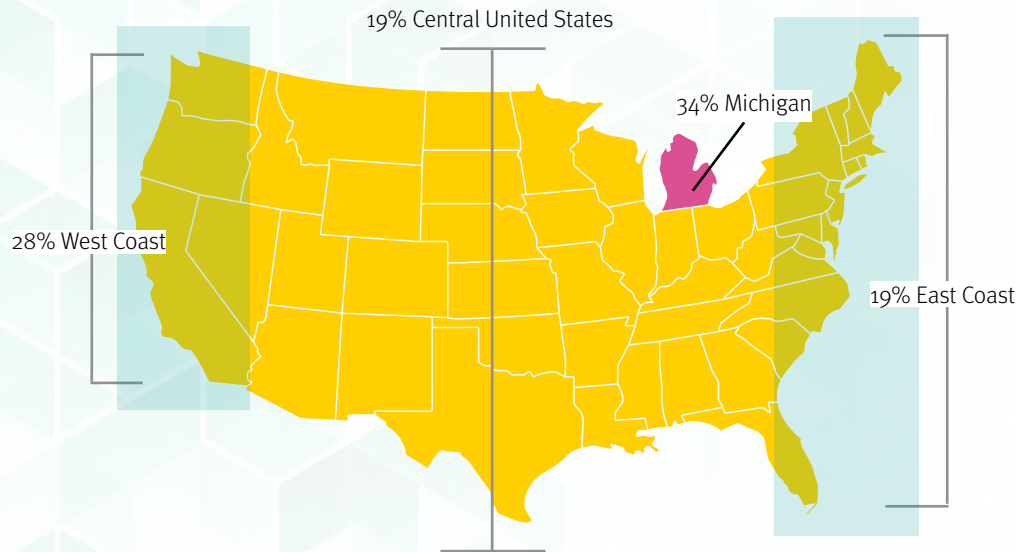 19% Central United States
34% Michigan
28% West Coast
19% East Coast